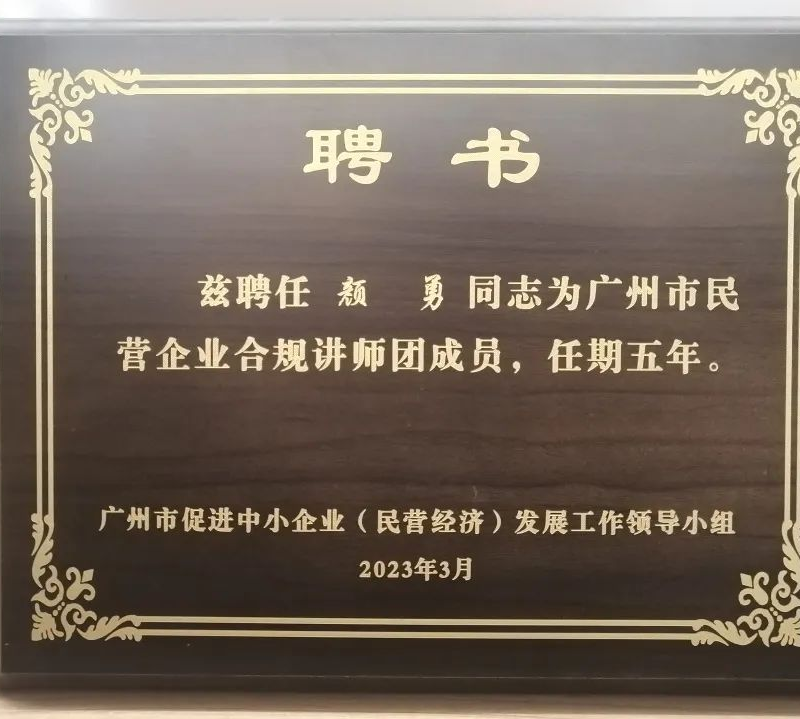 聘书
兹聘任 颜 勇 同志为广州市民
营企业合规讲师团成员，任期五年。
广州市促进中小企业（民营经济）发展工作领导小组
2023年3月